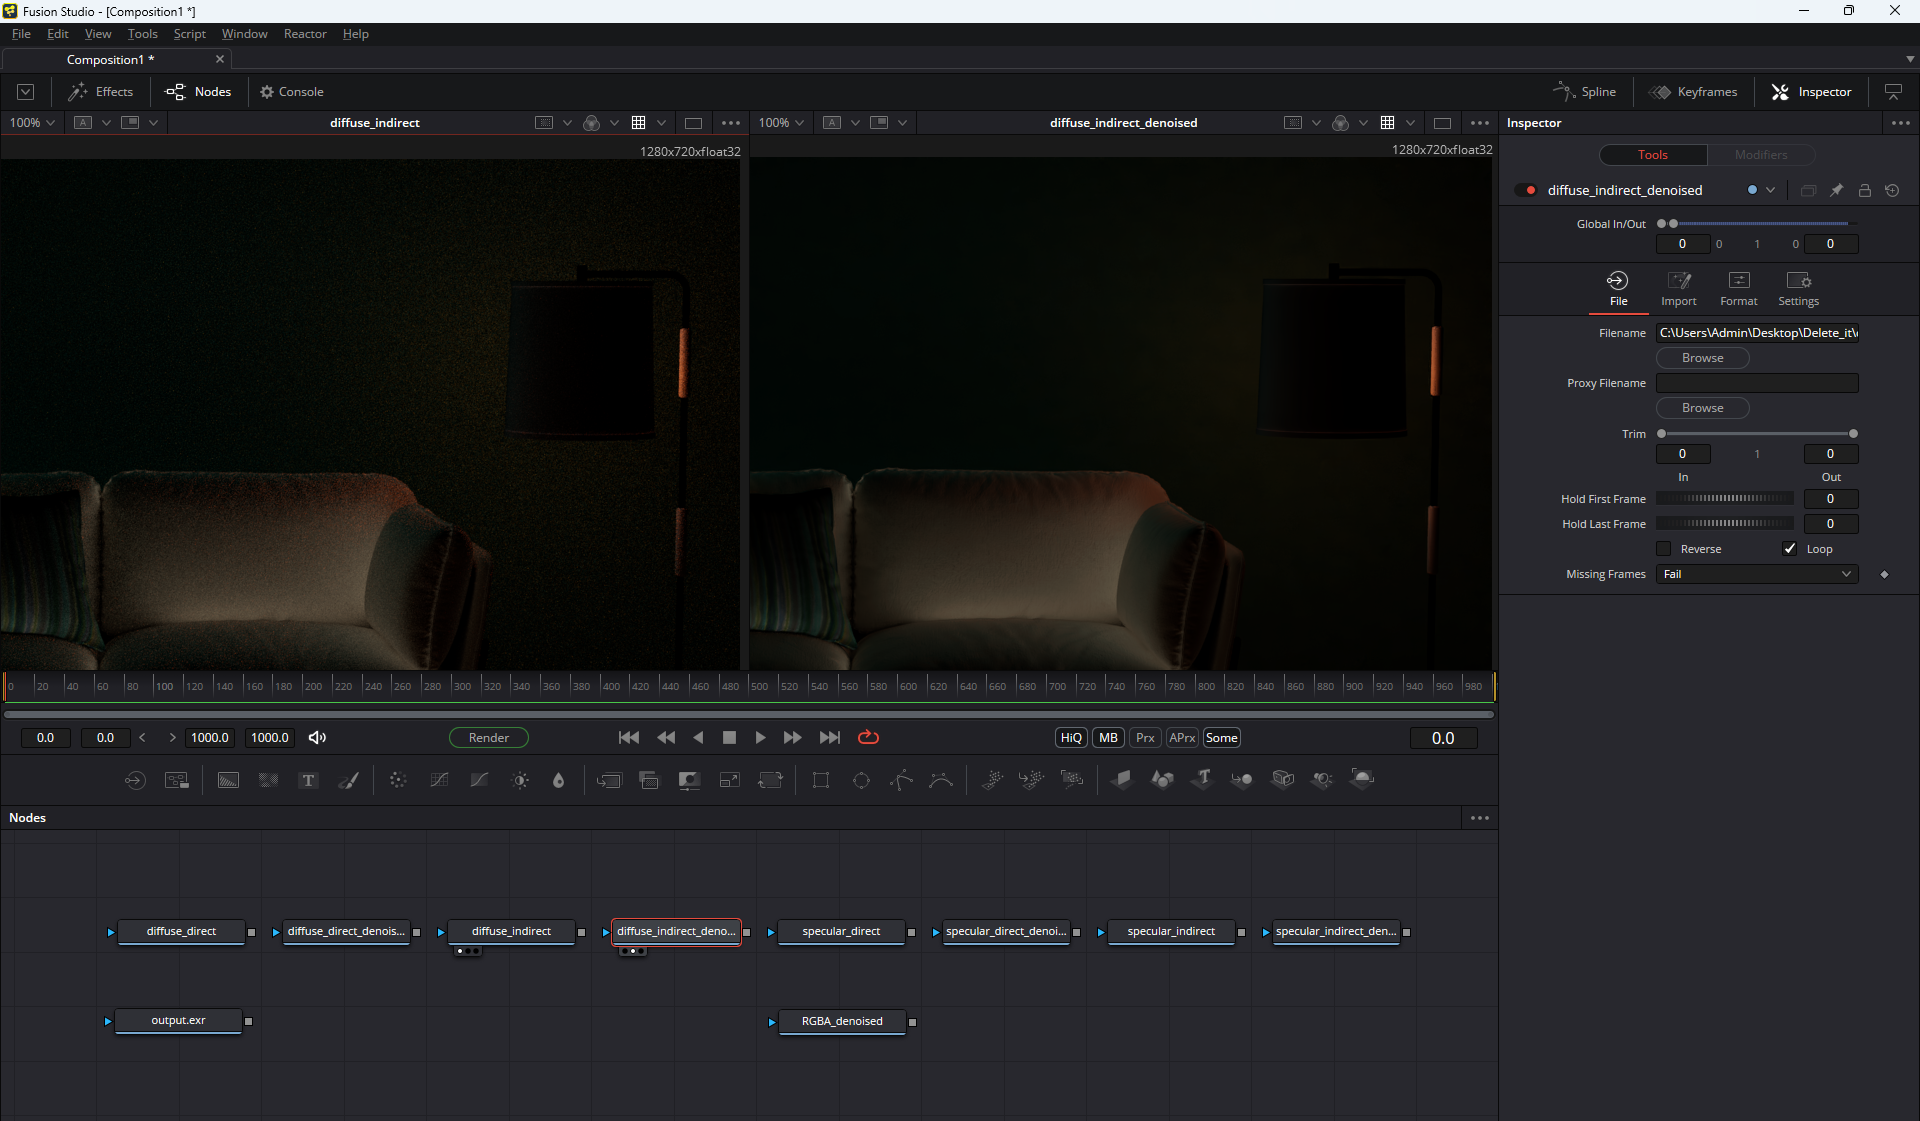 Fusion Studio - [Composition1 *]
File Edit View Tools Script Window Reactor Help
Composition1 *
Effects Nodes Console Spline Keyframes Inspector
100% A diffuse_indirect 100% A diffuse_indirect_denoised Inspector
1280x720xfloat32 1280x720xfloat32
Tools Modifiers
diffuse_indirect_denoised
Global In/Out
0 0 1 0 0
File Import Format Settings
Filename C:\Users\Admin\Desktop\Delete_it\
Browse
Proxy Filename
Browse
Trim
0 1 0
In Out
Hold First Frame 0
Hold Last Frame 0
Reverse Loop
Missing Frames Fail
0 20 40 60 80 100 120 140 160 180 200 220 240 260 280 300 320 340 360 380 400 420 440 460 480 500 520 540 560 580 600 620 640 660 680 700 720 740 760 780 800 820 840 860 880 900 920 940 960 980
0.0 0.0 < > 1000.0 1000.0 Render HiQ MB Prx APrx Some 0.0
T T
Nodes
diffuse_direct diffuse_direct_denois... diffuse_indirect diffuse_indirect_deno... specular_direct specular_direct_denoi... specular_indirect specular_indirect_den...
output.exr RGBA_denoised